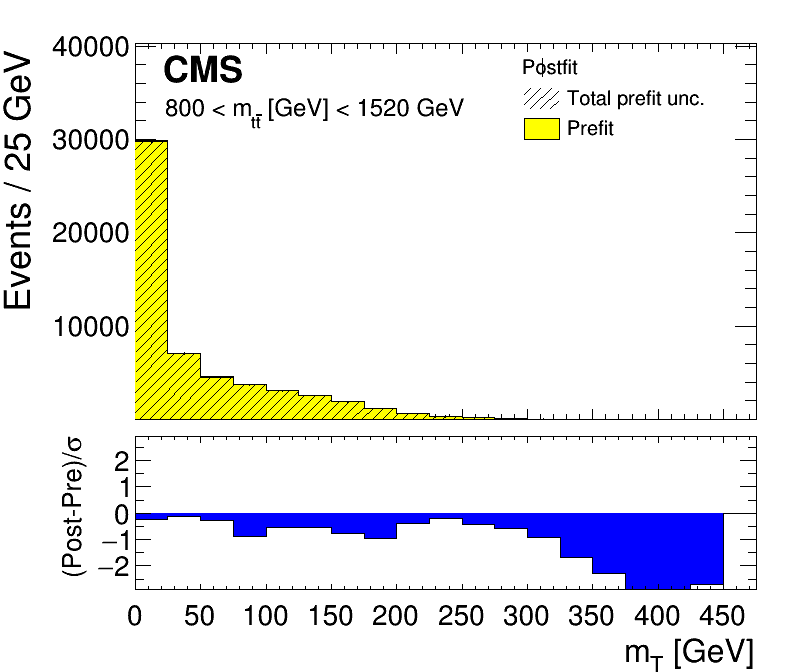 Events / 25 GeV
40000
30000
20000
10000
CMS
800 < m_tt̄ [GeV] < 1520 GeV
Postfit
Total prefit unc.
Prefit
(Post-Pre)/σ
2
1
0
−1
−2
0 50 100 150 200 250 300 350 400 450
m_T [GeV]